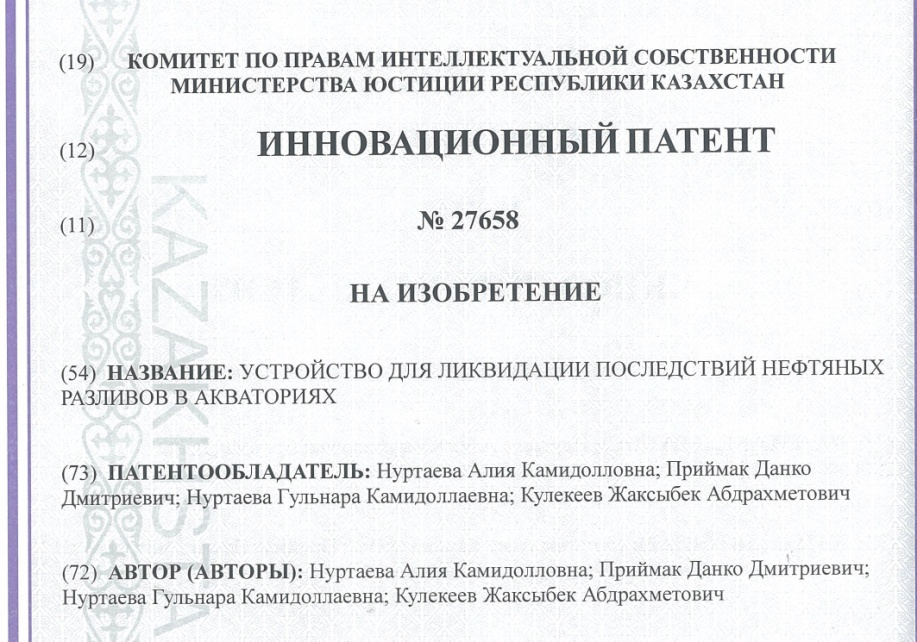 (19) КОМИТЕТ ПО ПРАВАМ ИНТЕЛЛЕКТУАЛЬНОЙ СОБСТВЕННОСТИ
МИНИСТЕРСТВА ЮСТИЦИИ РЕСПУБЛИКИ КАЗАХСТАН
(12) ИННОВАЦИОННЫЙ ПАТЕНТ
(11) № 27658
НА ИЗОБРЕТЕНИЕ
(54) НАЗВАНИЕ: УСТРОЙСТВО ДЛЯ ЛИКВИДАЦИИ ПОСЛЕДСТВИЙ НЕФТЯНЫХ
РАЗЛИВОВ В АКВАТОРИЯХ
(73) ПАТЕНТООБЛАДАТЕЛЬ: Нуртаева Алия Камидолловна; Приймак Данко
Дмитриевич; Нуртаева Гульнара Камидоллаевна; Кулекеев Жаксыбек Абдрахметович
(72) АВТОР (АВТОРЫ): Нуртаева Алия Камидолловна; Приймак Данко Дмитриевич;
Нуртаева Гульнара Камидоллаевна; Кулекеев Жаксыбек Абдрахметович
KAZAKHSTA